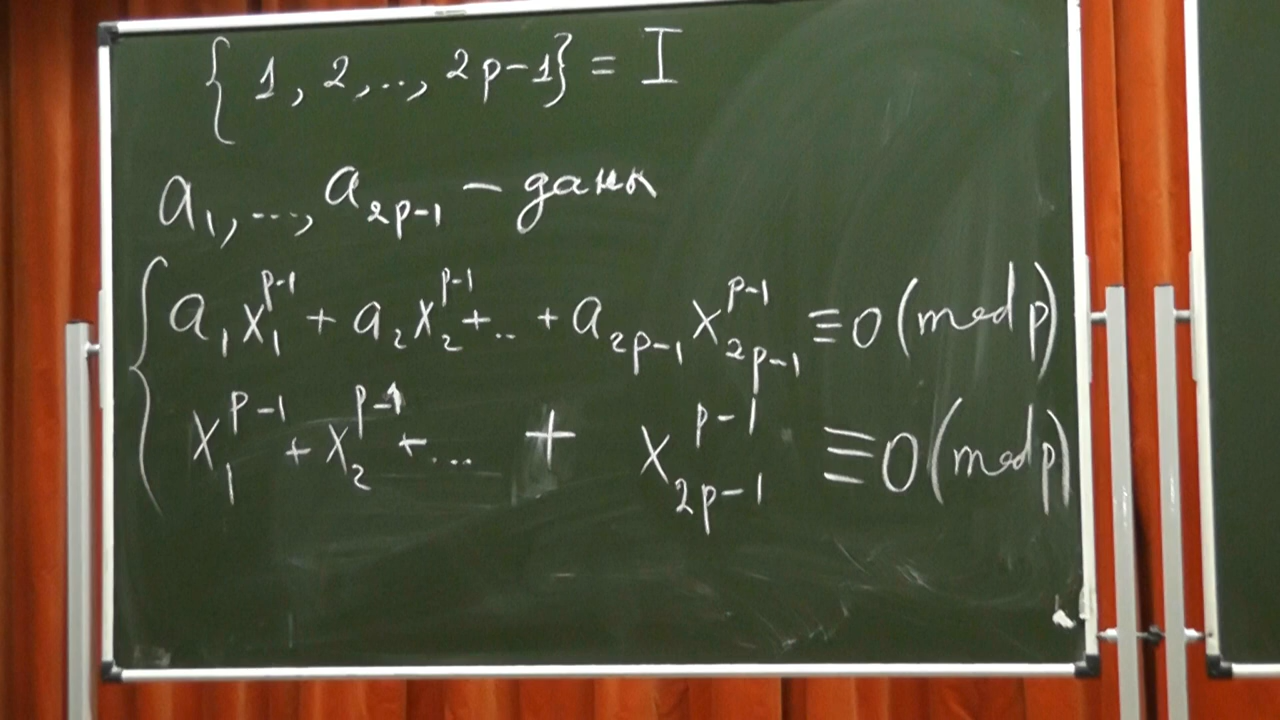 {1, 2, .., 2p-1} = I
a₁, ..., a₂ₚ₋₁ – дани
a₁x₁^{p-1} + a₂x₂^{p-1} + .. + a₂ₚ₋₁x₂ₚ₋₁^{p-1} ≡ 0 (mod p)
x₁^{p-1} + x₂^{p-1} + ... + x₂ₚ₋₁^{p-1} ≡ 0 (mod p)